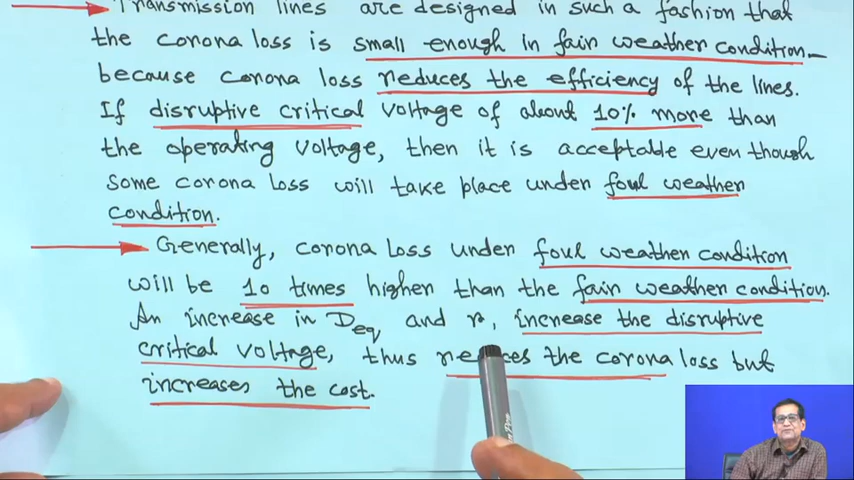 Transmission lines are designed in such a fashion that
the corona loss is small enough in fair weather condition
because corona loss reduces the efficiency of the lines.
If disruptive critical voltage of about 10% more than
the operating voltage, then it is acceptable even though
some corona loss will take place under foul weather
condition.
Generally, corona loss under foul weather condition
will be 10 times higher than the fair weather condition.
An increase in Deq and r, increase the disruptive
critical voltage, thus reduces the corona loss but
increases the cost.